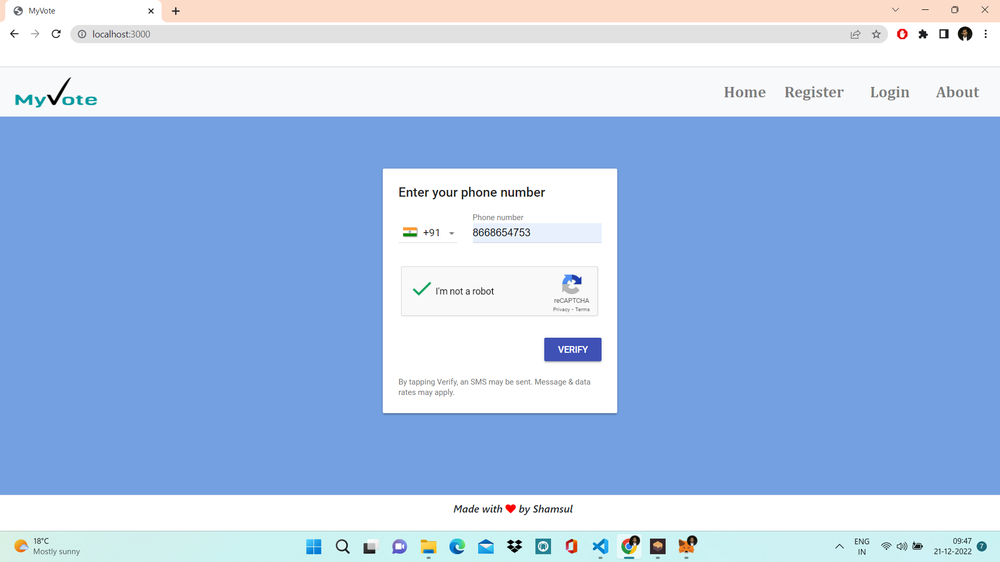 MyVote
localhost:3000
MyVote
Home Register Login About
Enter your phone number
Phone number
+91 8668654753
I'm not a robot
reCAPTCHA
Privacy - Terms
VERIFY
By tapping Verify, an SMS may be sent. Message & data
rates may apply.
Made with ❤ by Shamsul
18°C
Mostly sunny
ENG
IN
09:47
21-12-2022
7